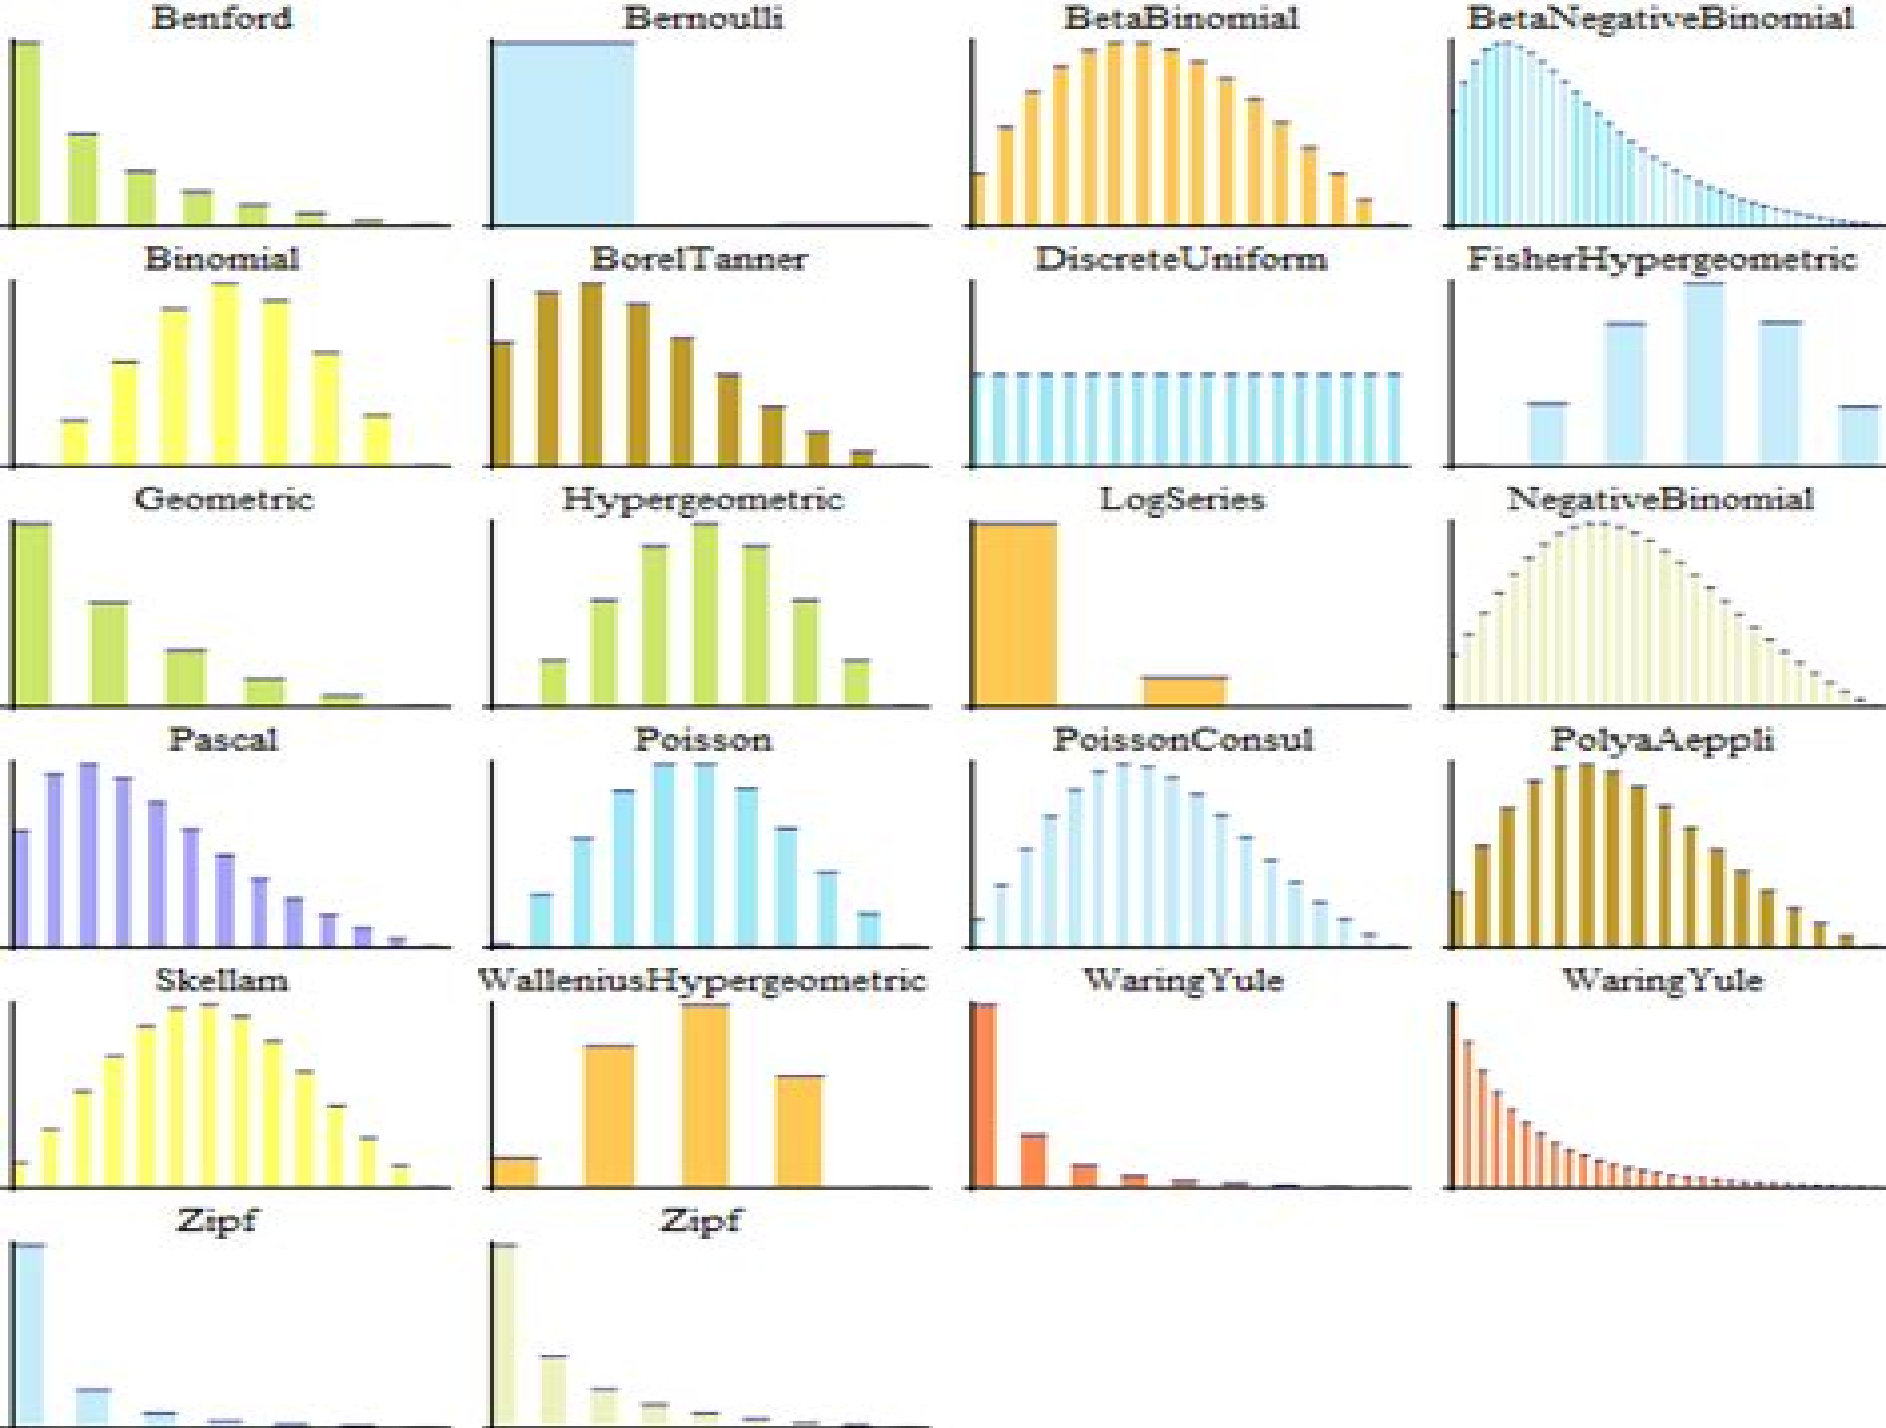 Benford
Bernoulli
BetaBinomial
BetaNegativeBinomial
Binomial
BorelTanner
DiscreteUniform
FisherHypergeometric
Geometric
Hypergeometric
LogSeries
NegativeBinomial
Pascal
Poisson
PoissonConsul
PolyaAeppli
Skellam
WalleniusHypergeometric
WaringYule
WaringYule
Zipf
Zipf